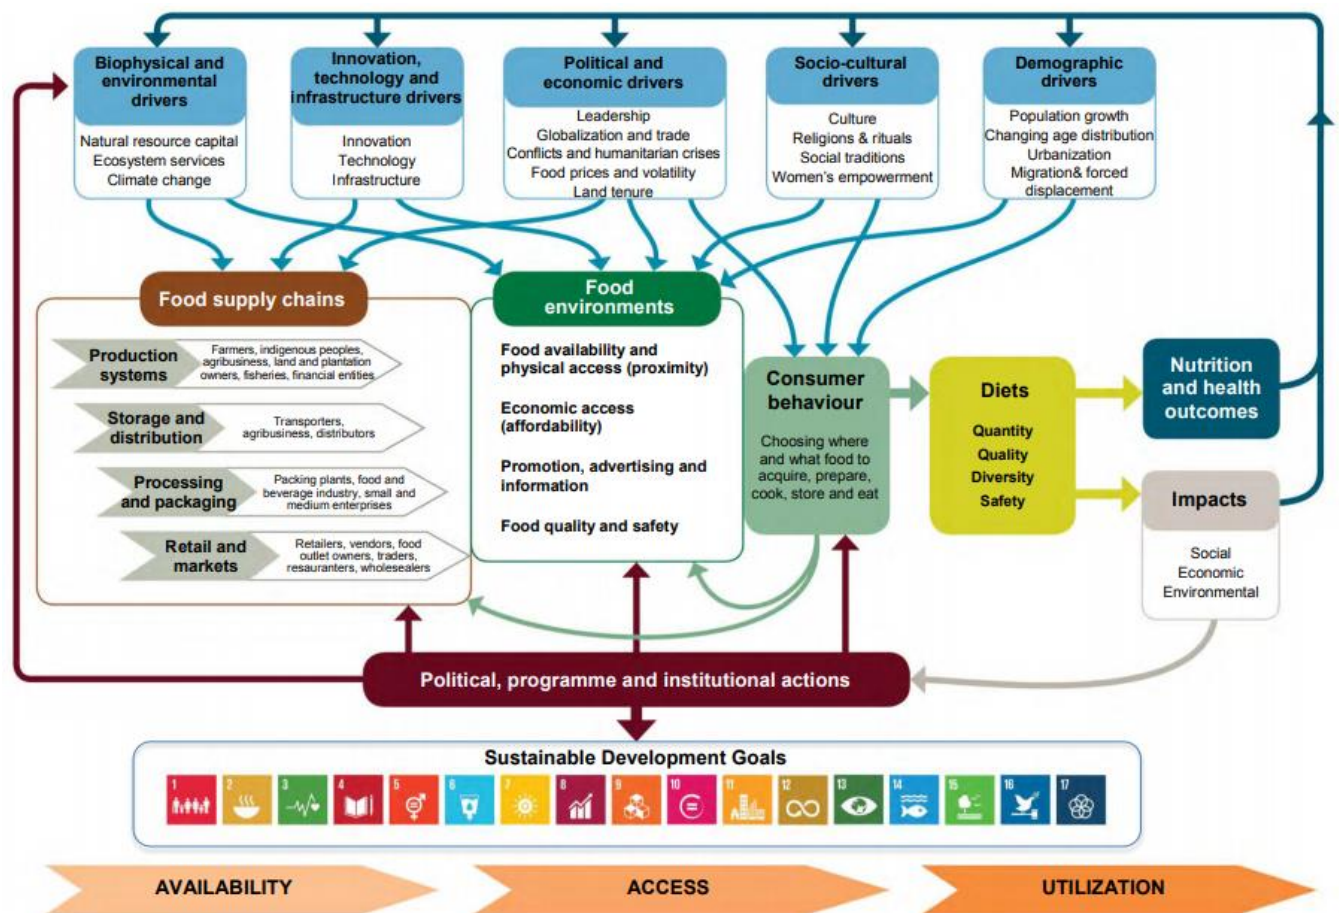 Biophysical and
environmental
drivers
Natural resource capital
Ecosystem services
Climate change
Innovation,
technology and
infrastructure drivers
Innovation
Technology
Infrastructure
Political and
economic drivers
Leadership
Globalization and trade
Conflicts and humanitarian crises
Food prices and volatility
Land tenure
Socio-cultural
drivers
Culture
Religions & rituals
Social traditions
Women's empowerment
Demographic
drivers
Population growth
Changing age distribution
Urbanization
Migration& forced
displacement
Food supply chains
Production
systems
Farmers, indigenous peoples,
agribusiness, land and plantation
owners, fisheries, financial entities
Storage and
distribution
Transporters,
agribusiness, distributors
Processing
and packaging
Packing plants, food and
beverage industry, small and
medium enterprises
Retail and
markets
Retailers, vendors, food
outlet owners, traders,
resauranters, wholesealers
Food
environments
Food availability and
physical access (proximity)
Economic access
(affordability)
Promotion, advertising and
information
Food quality and safety
Consumer
behaviour
Choosing where
and what food to
acquire, prepare,
cook, store and eat
Diets
Quantity
Quality
Diversity
Safety
Nutrition
and health
outcomes
Impacts
Social
Economic
Environmental
Political, programme and institutional actions
Sustainable Development Goals
1 2 3 4 5 6 7 8 9 10 11 12 13 14 15 16 17
AVAILABILITY
ACCESS
UTILIZATION